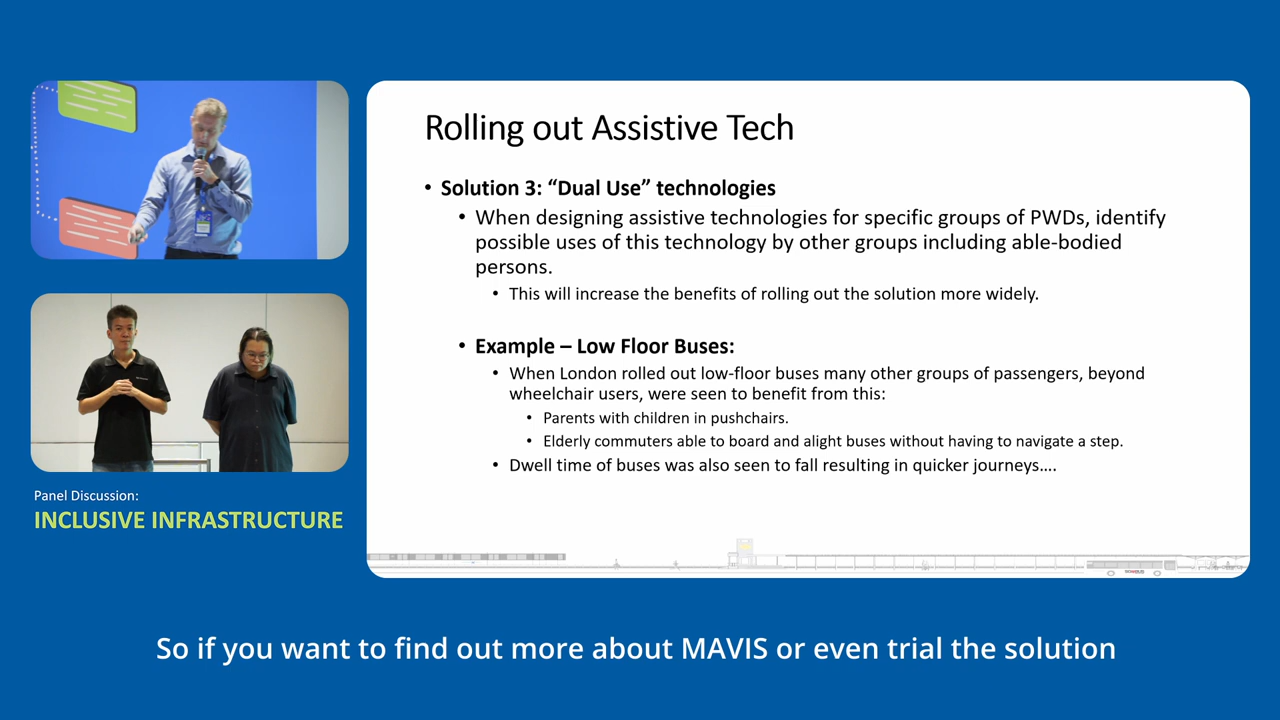 Rolling out Assistive Tech
• Solution 3: “Dual Use” technologies
• When designing assistive technologies for specific groups of PWDs, identify
possible uses of this technology by other groups including able-bodied
persons.
• This will increase the benefits of rolling out the solution more widely.
• Example – Low Floor Buses:
• When London rolled out low-floor buses many other groups of passengers, beyond
wheelchair users, were seen to benefit from this:
• Parents with children in pushchairs.
• Elderly commuters able to board and alight buses without having to navigate a step.
• Dwell time of buses was also seen to fall resulting in quicker journeys….
Panel Discussion:
INCLUSIVE INFRASTRUCTURE
So if you want to find out more about MAVIS or even trial the solution